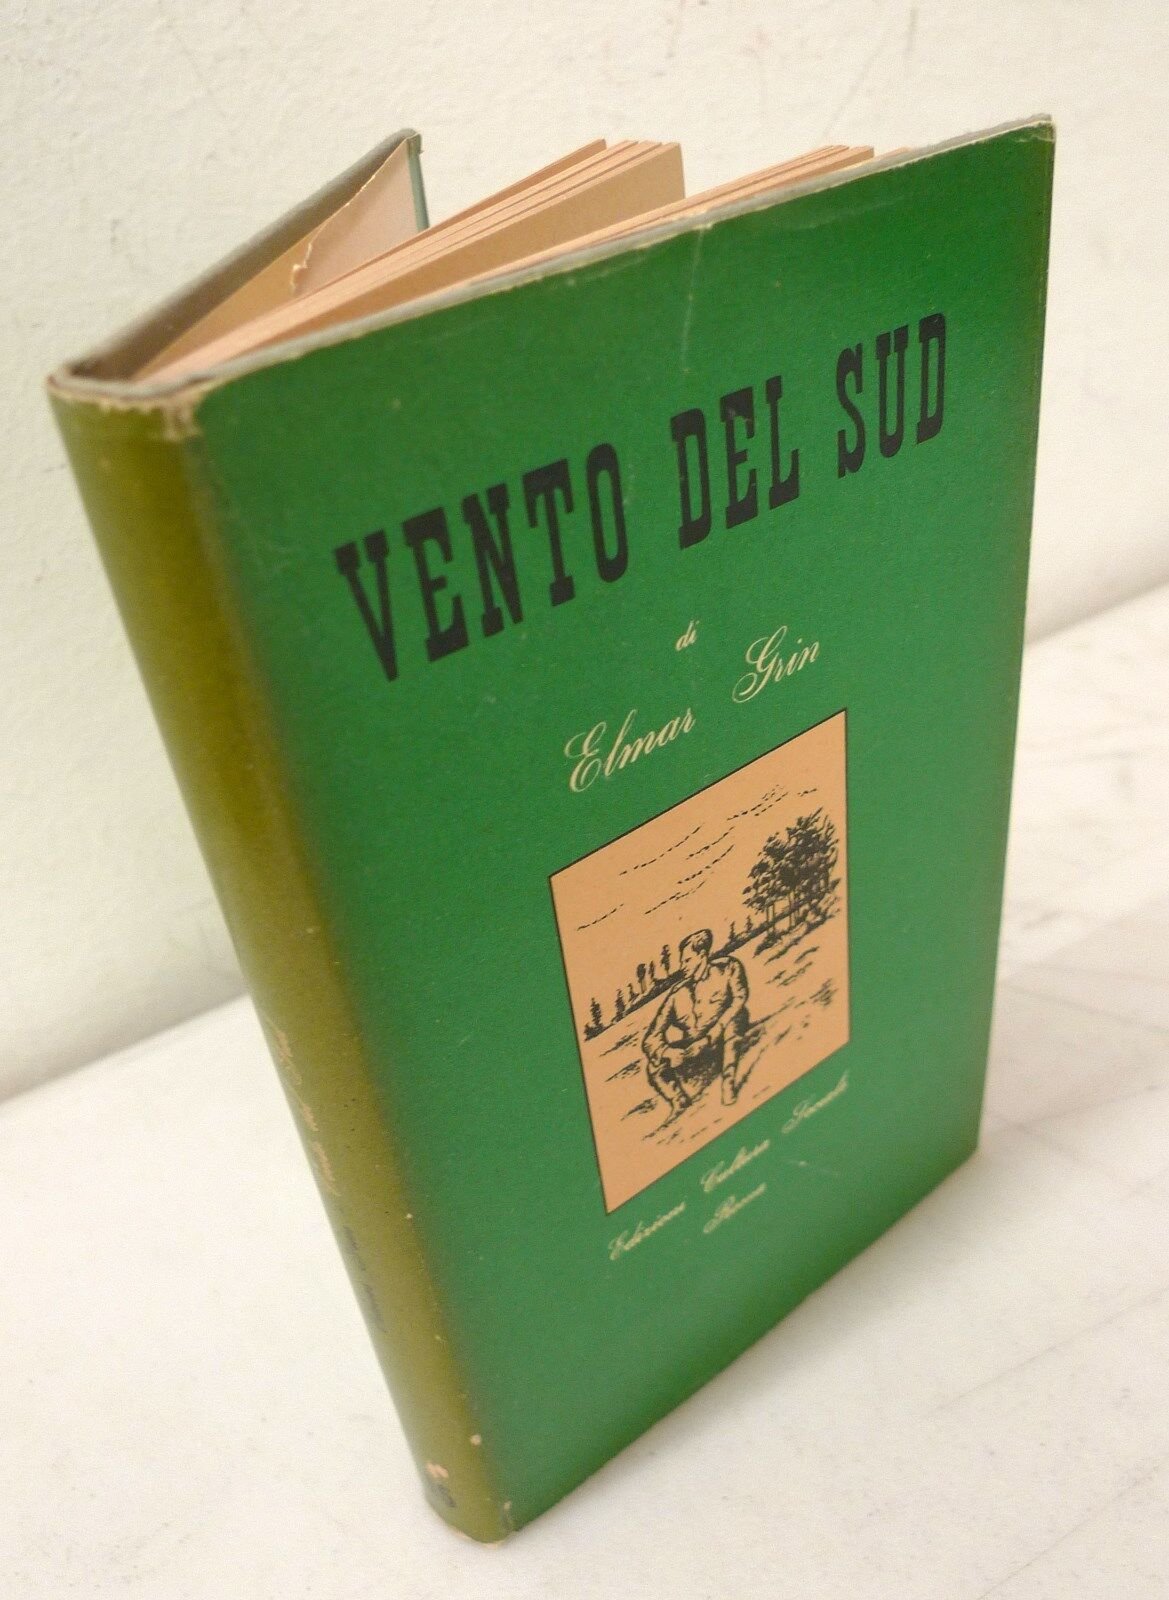 VENTO DEL SUD
di
Elmar Grin
Edizioni Cultura Sociale
Roma